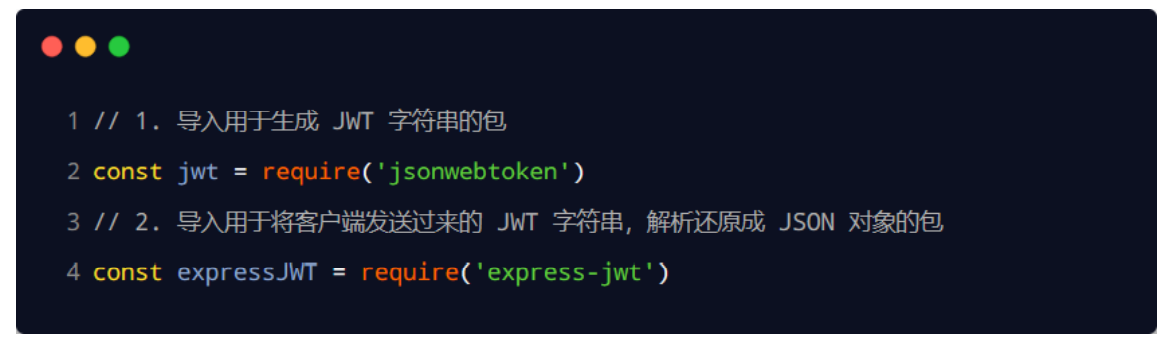 1 // 1. 导入用于生成 JWT 字符串的包
2 const jwt = require('jsonwebtoken')
3 // 2. 导入用于将客户端发送过来的 JWT 字符串，解析还原成 JSON 对象的包
4 const expressJWT = require('express-jwt')